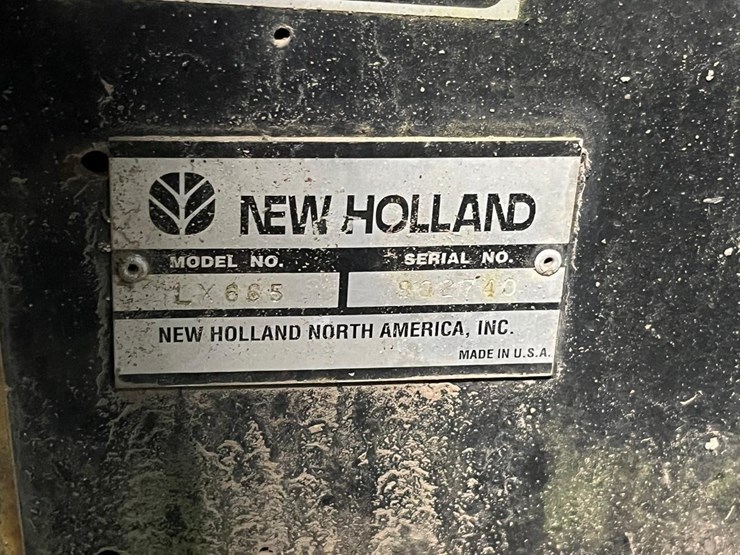 NEW HOLLAND
MODEL NO. SERIAL NO.
LX665
NEW HOLLAND NORTH AMERICA, INC.
MADE IN U.S.A.